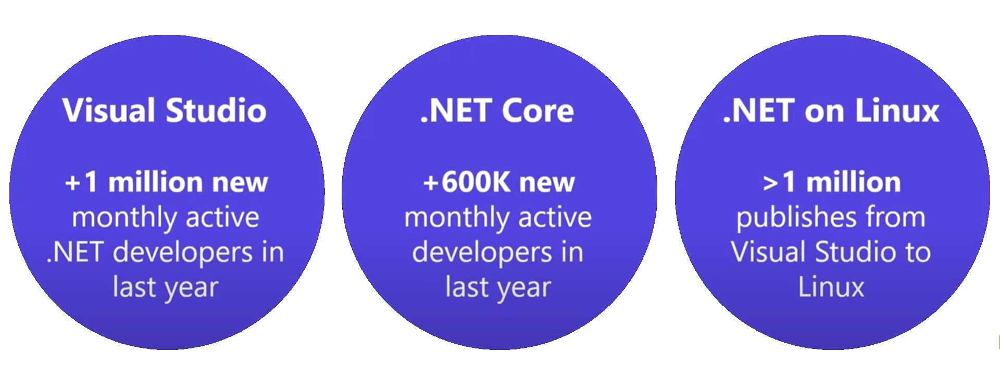 Visual Studio
+1 million new
monthly active
.NET developers in
last year
.NET Core
+600K new
monthly active
developers in
last year
.NET on Linux
>1 million
publishes from
Visual Studio to
Linux